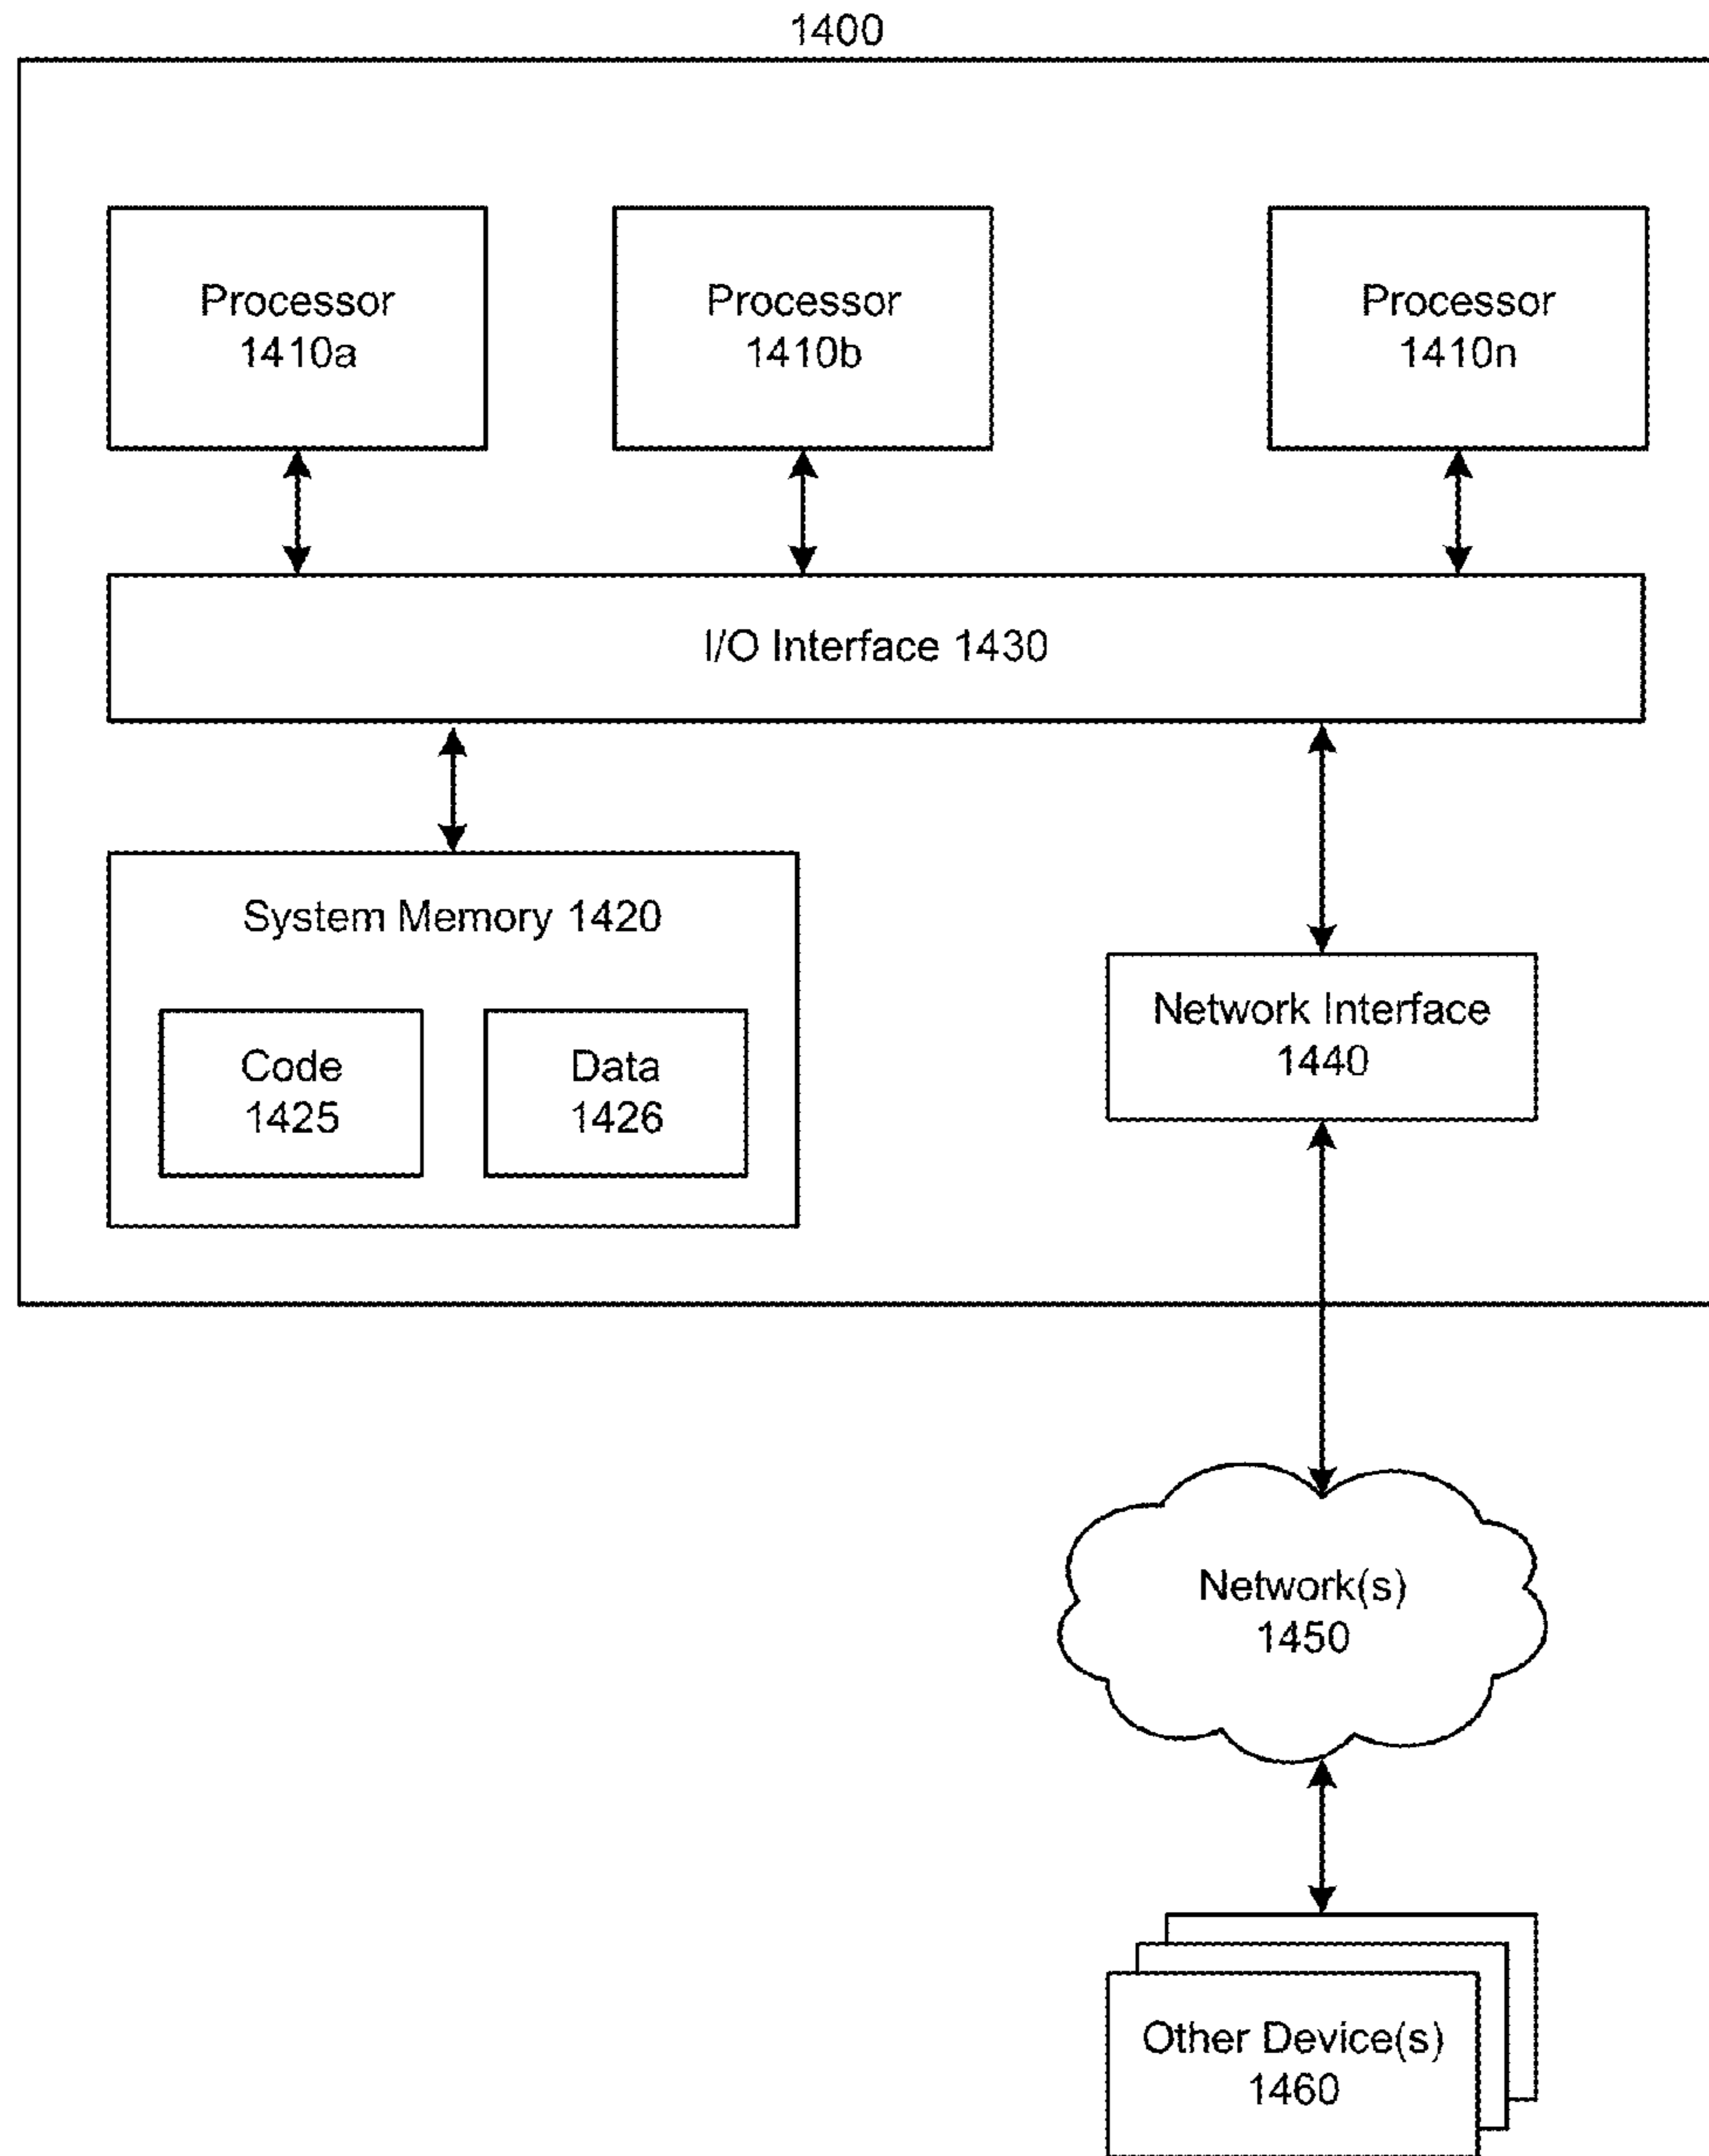 1400
Processor
1410a
Processor
1410b
Processor
1410n
I/O Interface 1430
System Memory 1420
Code
1425
Data
1426
Network Interface
1440
Network(s)
1450
Other Device(s)
1460